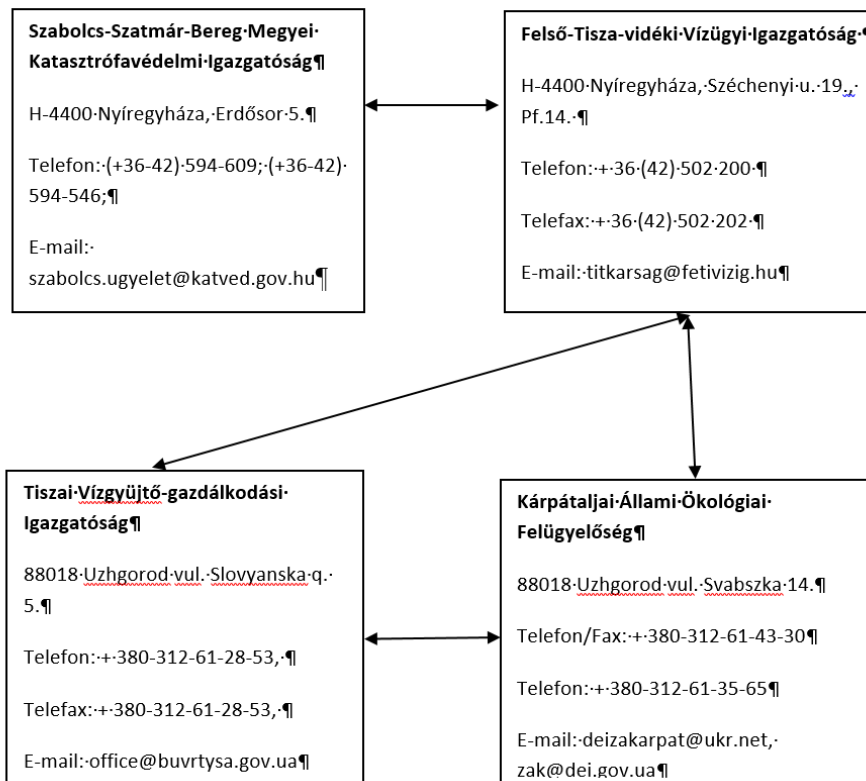 Szabolcs-Szatmár-Bereg·Megyei·
Katasztrófavédelmi·Igazgatóság¶
H-4400·Nyíregyháza,·Erdősor·5.¶
Telefon:·(+36-42)·594-609;·(+36-42)·
594-546;¶
E-mail:·
szabolcs.ugyelet@katved.gov.hu¶
Felső-Tisza-vidéki·Vízügyi·Igazgatóság·¶
H-4400·Nyíregyháza,·Széchenyi·u.·19.,·
Pf.14.·¶
Telefon:·+·36·(42)·502·200·¶
Telefax:·+·36·(42)·502·202·¶
E-mail:·titkarsag@fetivizig.hu¶
Tiszai·Vízgyüjtő-gazdálkodási·
Igazgatóság¶
88018·Uzhgorod·vul.·Slovyanska·q.·
5.¶
Telefon:·+·380-312-61-28-53,·¶
Telefax:·+·380-312-61-28-53,·¶
E-mail:·office@buvrtysa.gov.ua¶
Kárpátaljai·Állami·Ökológiai·
Felügyelőség¶
88018·Uzhgorod·vul.·Svabszka·14.¶
Telefon/Fax:·+·380-312-61-43-30¶
Telefon:·+·380-312-61-35-65¶
E-mail:·deizakarpat@ukr.net,·
zak@dei.gov.ua¶